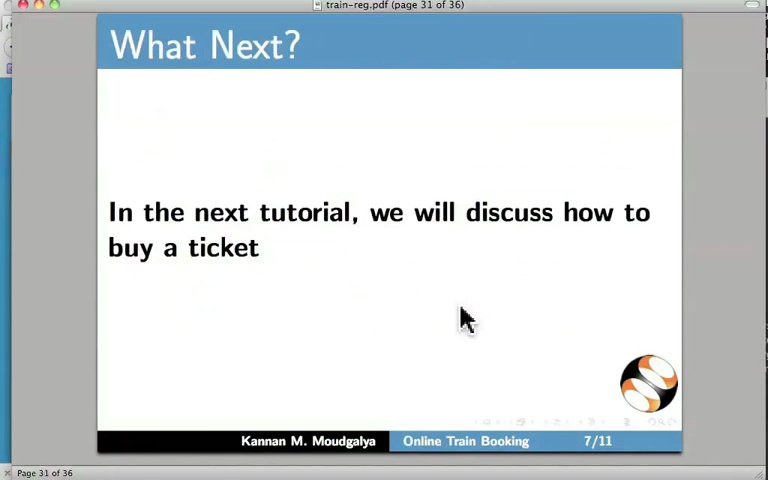 train-reg.pdf (page 31 of 36)
What Next?
In the next tutorial, we will discuss how to
buy a ticket
Kannan M. Moudgalya Online Train Booking 7/11
Page 31 of 36